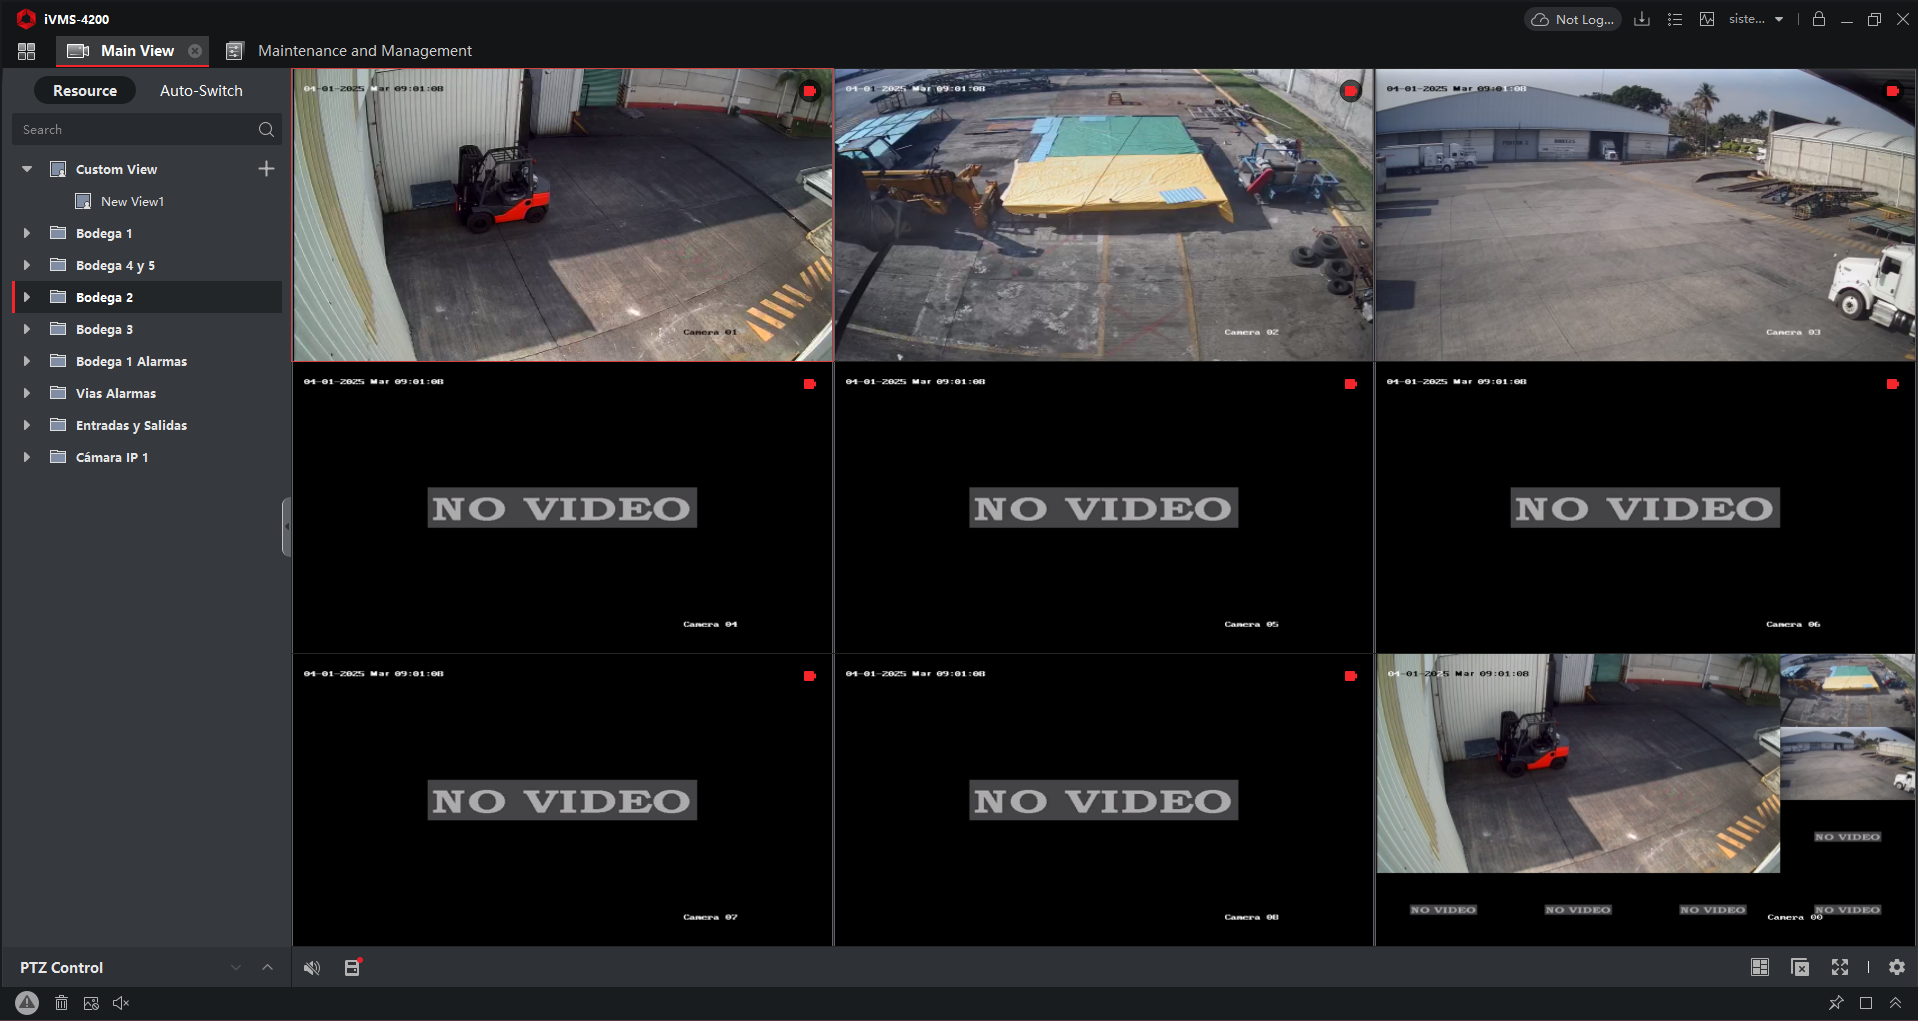 iVMS-4200
Not Log...
siste...
Main View
Maintenance and Management
Resource
Auto-Switch
Search
Custom View
New View1
Bodega 1
Bodega 4 y 5
Bodega 2
Bodega 3
Bodega 1 Alarmas
Vias Alarmas
Entradas y Salidas
Cámara IP 1
PTZ Control
04-01-2025 Mar 09:01:08
Camera 01
04-01-2025 Mar 09:01:08
Camera 02
04-01-2025 Mar 09:01:08
Camera 03
04-01-2025 Mar 09:01:08
NO VIDEO
Camera 04
04-01-2025 Mar 09:01:08
NO VIDEO
Camera 05
04-01-2025 Mar 09:01:08
NO VIDEO
Camera 06
04-01-2025 Mar 09:01:08
NO VIDEO
Camera 07
04-01-2025 Mar 09:01:08
NO VIDEO
Camera 08
04-01-2025 Mar 09:01:08
NO VIDEO
NO VIDEO
NO VIDEO
NO VIDEO
Camera 00
NO VIDEO